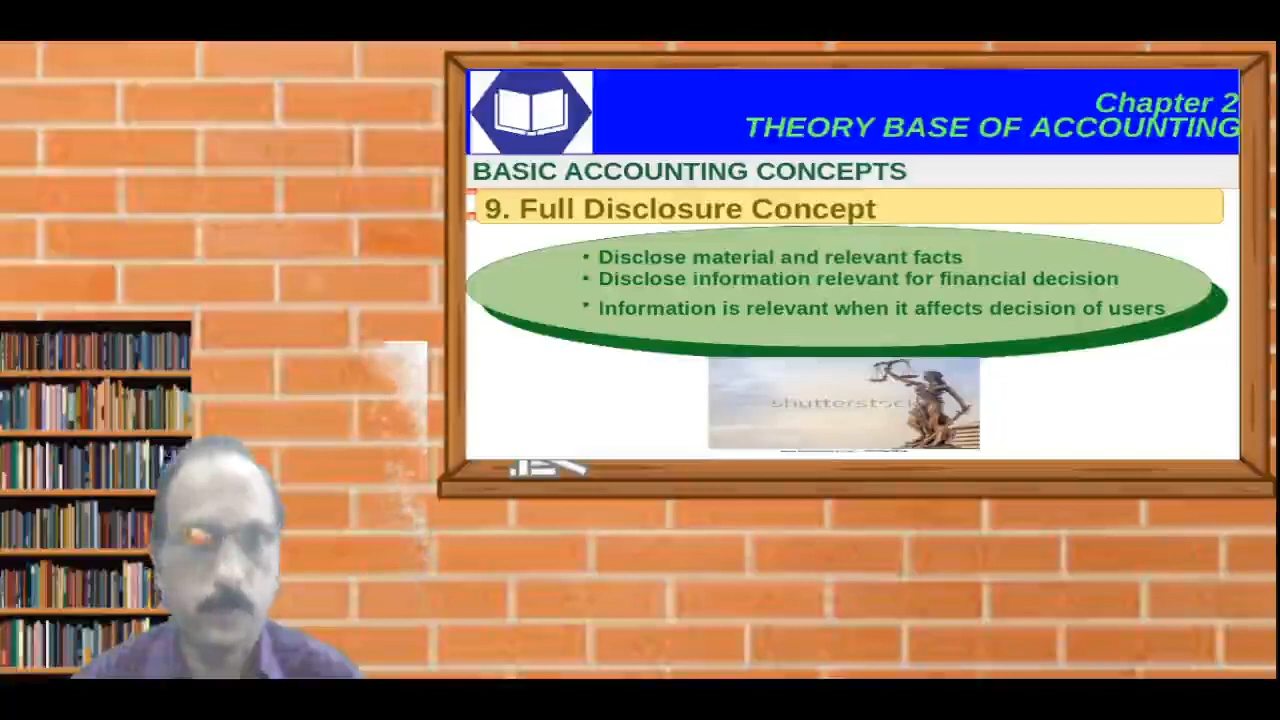 Chapter 2
THEORY BASE OF ACCOUNTING
BASIC ACCOUNTING CONCEPTS
9. Full Disclosure Concept
• Disclose material and relevant facts
• Disclose information relevant for financial decision
• Information is relevant when it affects decision of users
shutterstock